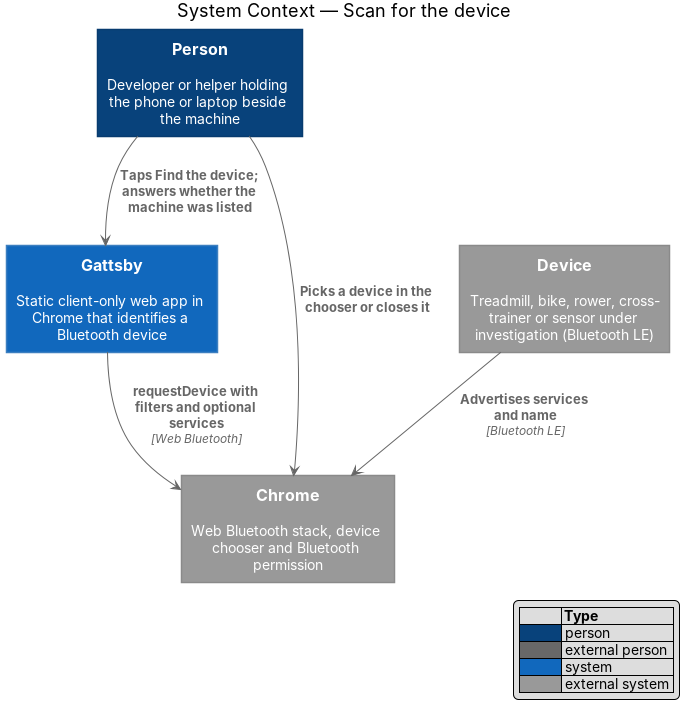 System Context — Scan for the device
Person
Developer or helper holding
the phone or laptop beside
the machine
Taps Find the device;
answers whether the
machine was listed
Gattsby
Static client-only web app in
Chrome that identifies a
Bluetooth device
Picks a device in the
chooser or closes it
Device
Treadmill, bike, rower, cross-
trainer or sensor under
investigation (Bluetooth LE)
requestDevice with
filters and optional
services
[Web Bluetooth]
Advertises services
and name
[Bluetooth LE]
Chrome
Web Bluetooth stack, device
chooser and Bluetooth
permission
Type
person
external person
system
external system